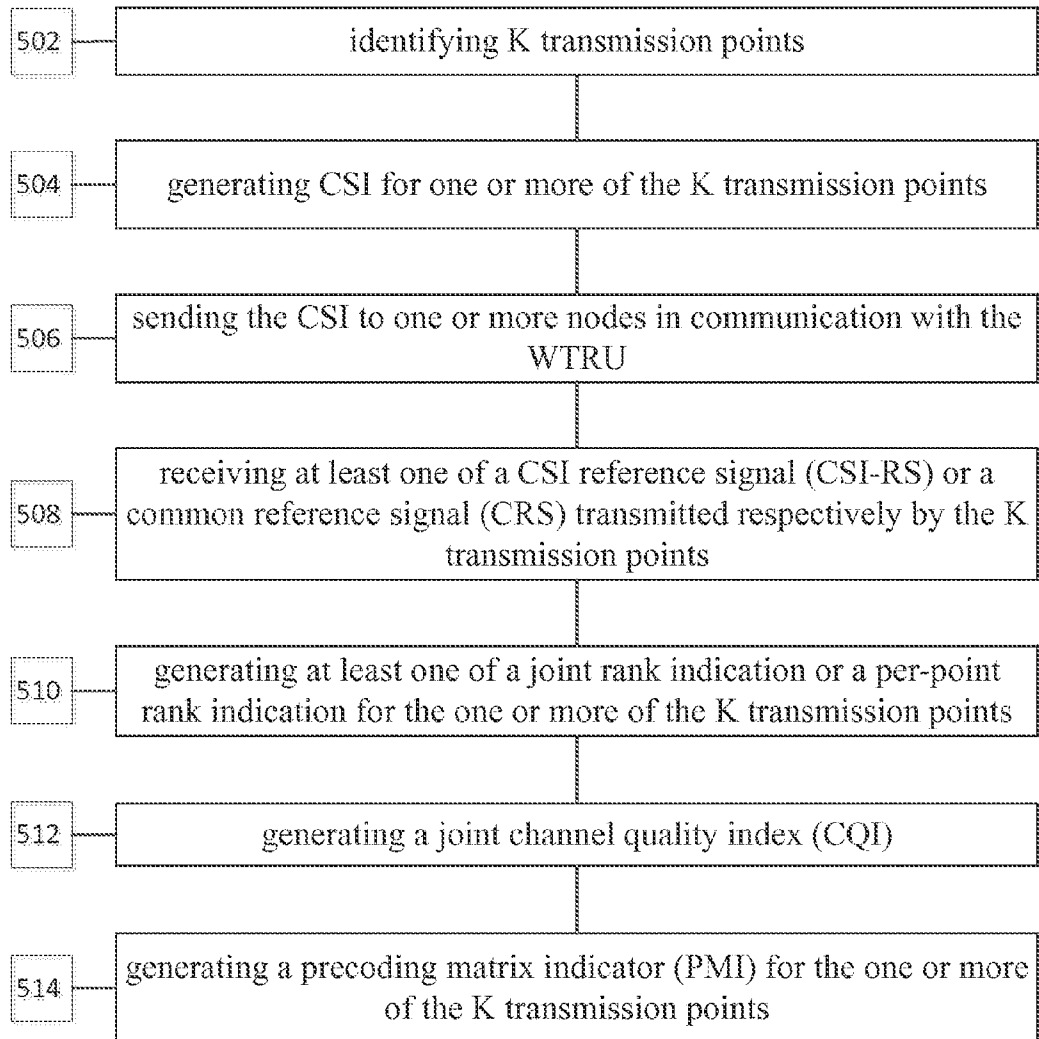 502
identifying K transmission points
504
generating CSI for one or more of the K transmission points
506
sending the CSI to one or more nodes in communication with the
WTRU
508
receiving at least one of a CSI reference signal (CSI-RS) or a
common reference signal (CRS) transmitted respectively by the K
transmission points
510
generating at least one of a joint rank indication or a per-point
rank indication for the one or more of the K transmission points
512
generating a joint channel quality index (CQI)
514
generating a precoding matrix indicator (PMI) for the one or more
of the K transmission points